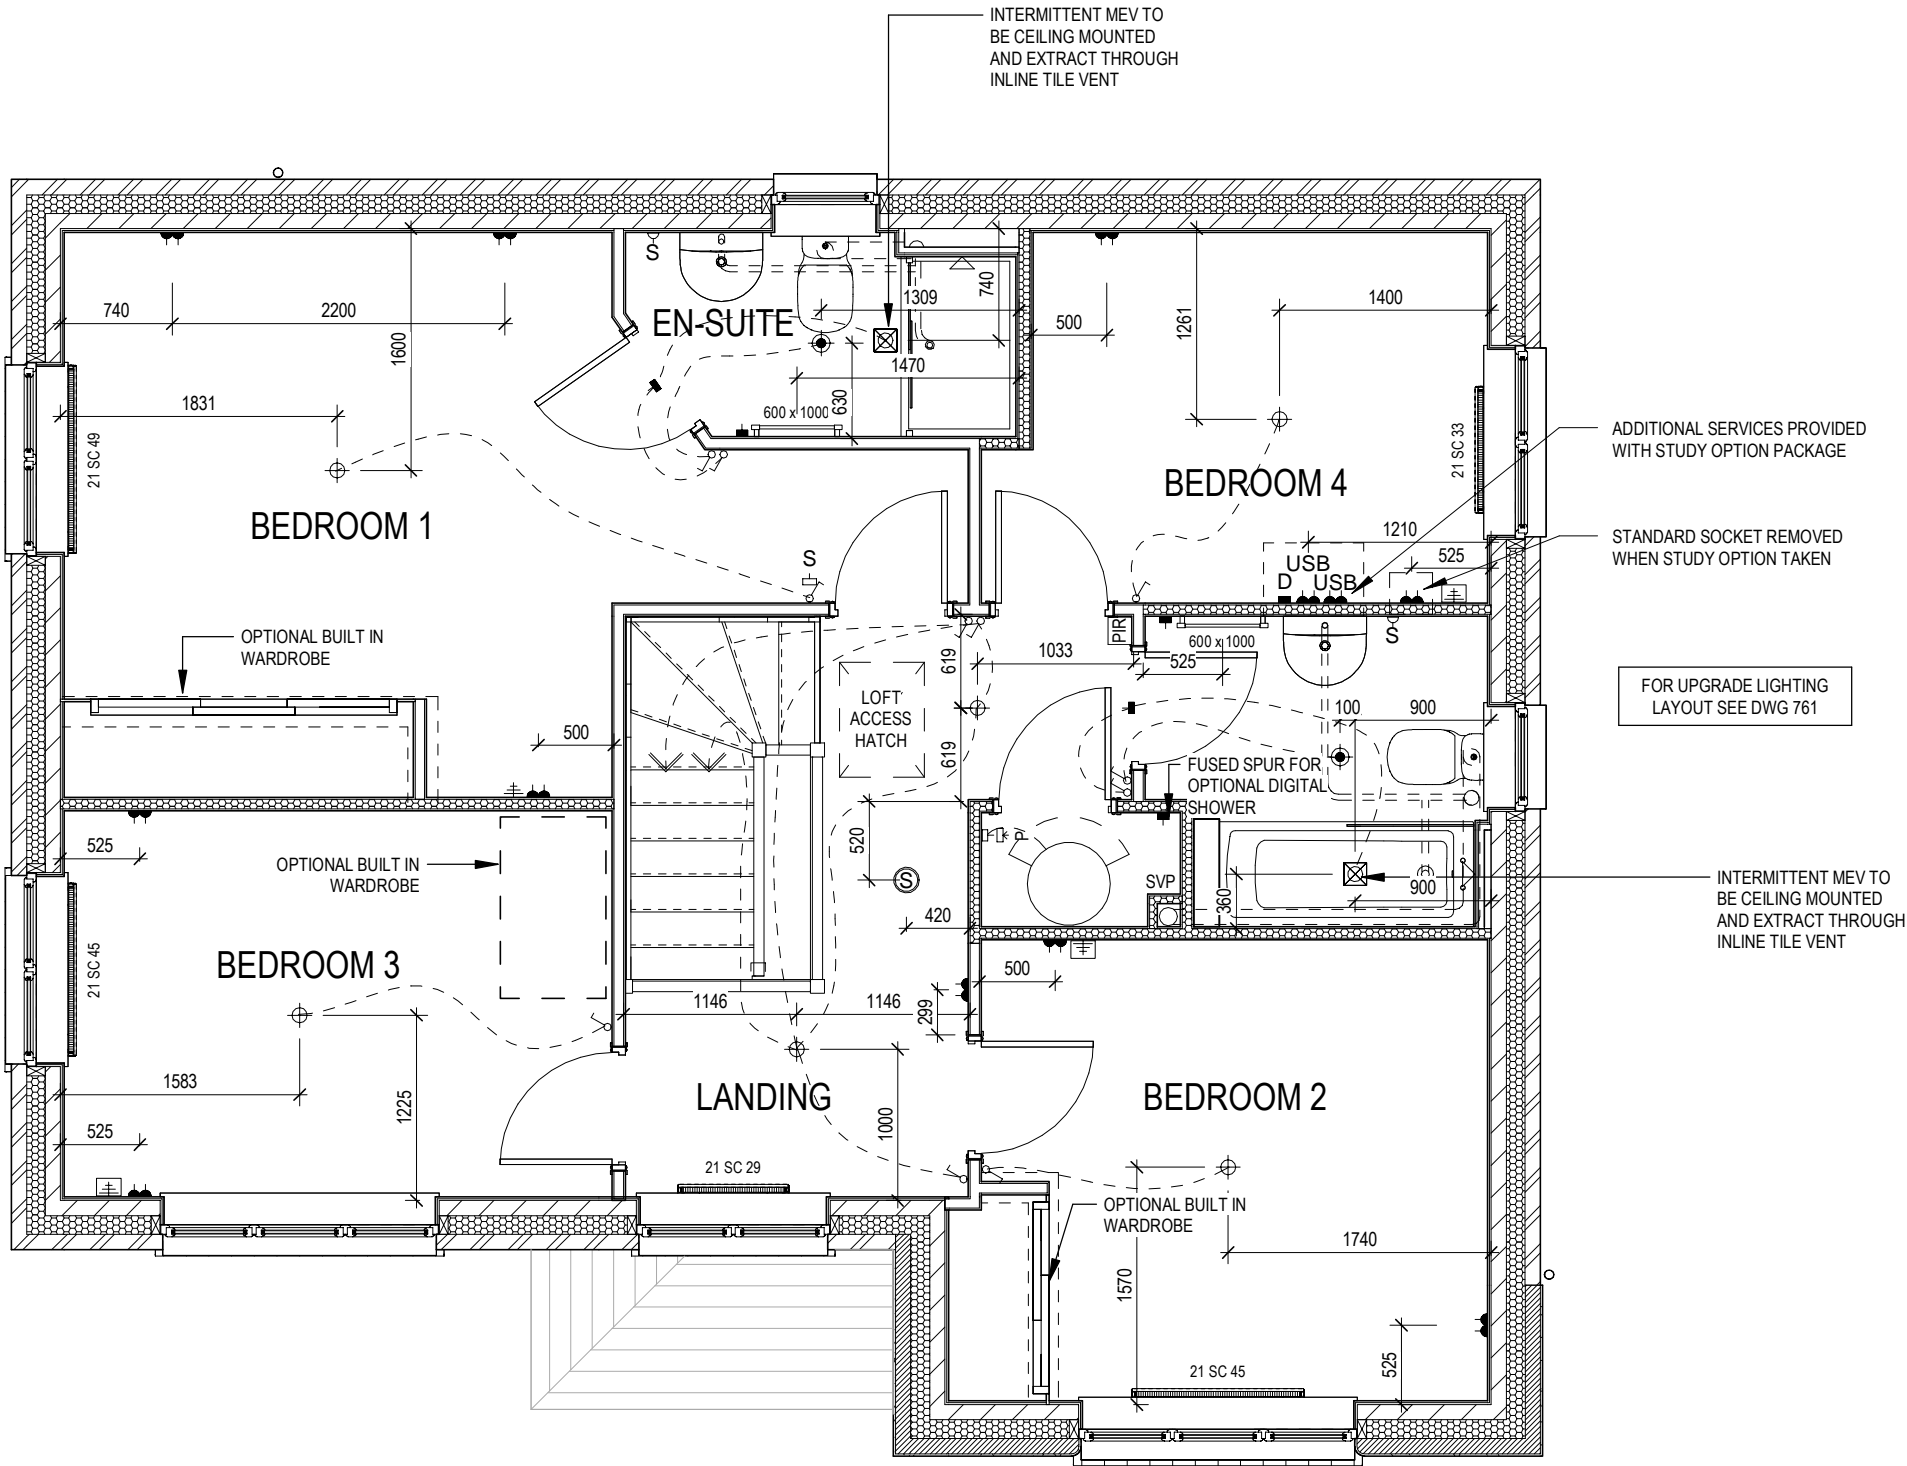 INTERMITTENT MEV TO
BE CEILING MOUNTED
AND EXTRACT THROUGH
INLINE TILE VENT
S
740
2200
1600
EN-SUITE
1309
740
500
1261
1400
1831
1470
630
600 x 1000
21 SC 49
BEDROOM 1
BEDROOM 4
21 SC 33
ADDITIONAL SERVICES PROVIDED
WITH STUDY OPTION PACKAGE
1210
525
STANDARD SOCKET REMOVED
WHEN STUDY OPTION TAKEN
S
USB
D
USB
OPTIONAL BUILT IN
WARDROBE
PIR
S
600 x 1000
1033
619
525
LOFT
ACCESS
HATCH
FOR UPGRADE LIGHTING
LAYOUT SEE DWG 761
500
100
900
619
FUSED SPUR FOR
OPTIONAL DIGITAL
SHOWER
525
520
P
OPTIONAL BUILT IN
WARDROBE
S
SVP
360
900
INTERMITTENT MEV TO
BE CEILING MOUNTED
AND EXTRACT THROUGH
INLINE TILE VENT
420
21 SC 45
BEDROOM 3
500
1146
1146
299
1583
1225
LANDING
BEDROOM 2
525
1000
21 SC 29
OPTIONAL BUILT IN
WARDROBE
1740
1570
525
21 SC 45